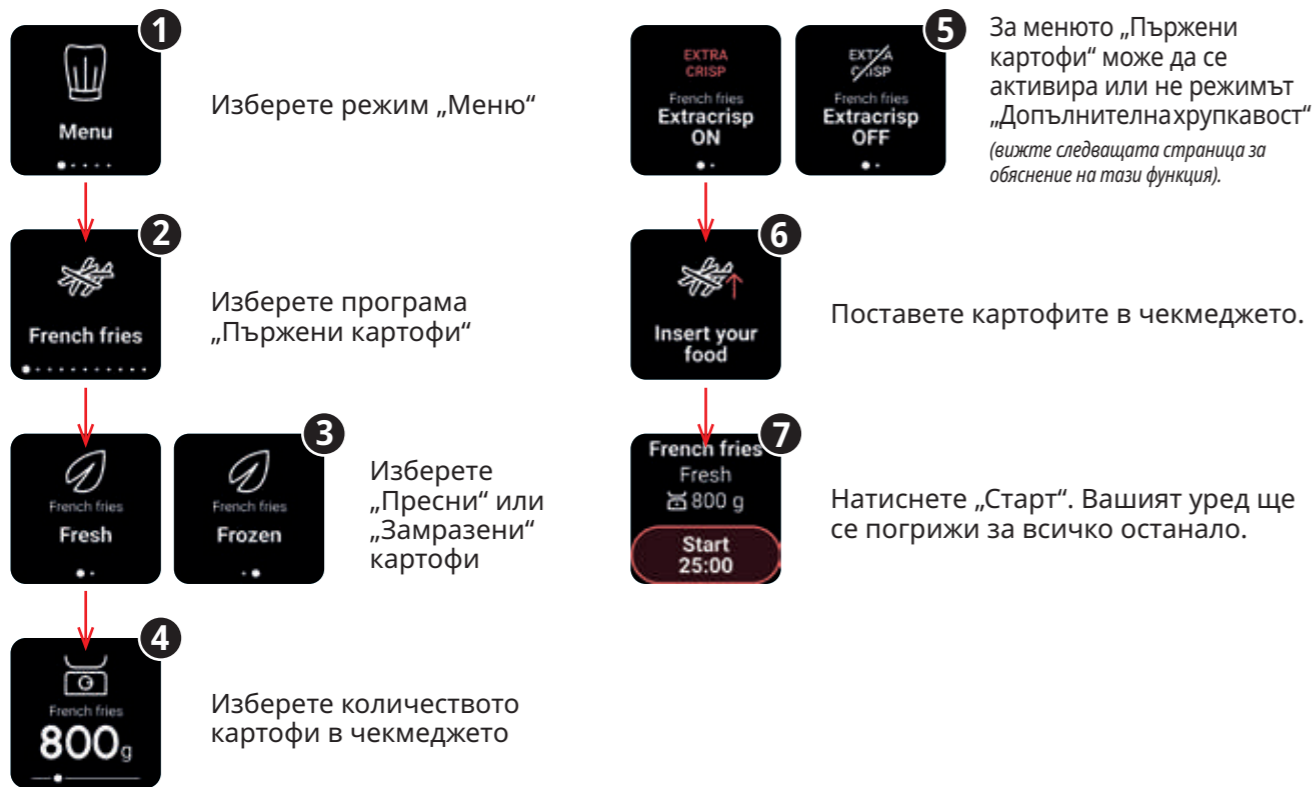 1
Menu
Изберете режим „Меню“
2
French fries
Изберете програма
„Пържени картофи“
3
French fries
Fresh
French fries
Frozen
Изберете
„Пресни“ или
„Замразени“
картофи
4
French fries
800g
Изберете количеството
картофи в чекмеджето
5
EXTRA
CRISP
French fries
Extracrisp
ON
EXTRA
CRISP
French fries
Extracrisp
OFF
За менюто „Пържени
картофи“ може да се
активира или не режимът
„Допълнителнахрупкавост“
(вижте следващата страница за
обяснение на тази функция).
6
Insert your
food
Поставете картофите в чекмеджето.
7
French fries
Fresh
800 g
Start
25:00
Натиснете „Старт“. Вашият уред ще
се погрижи за всичко останало.